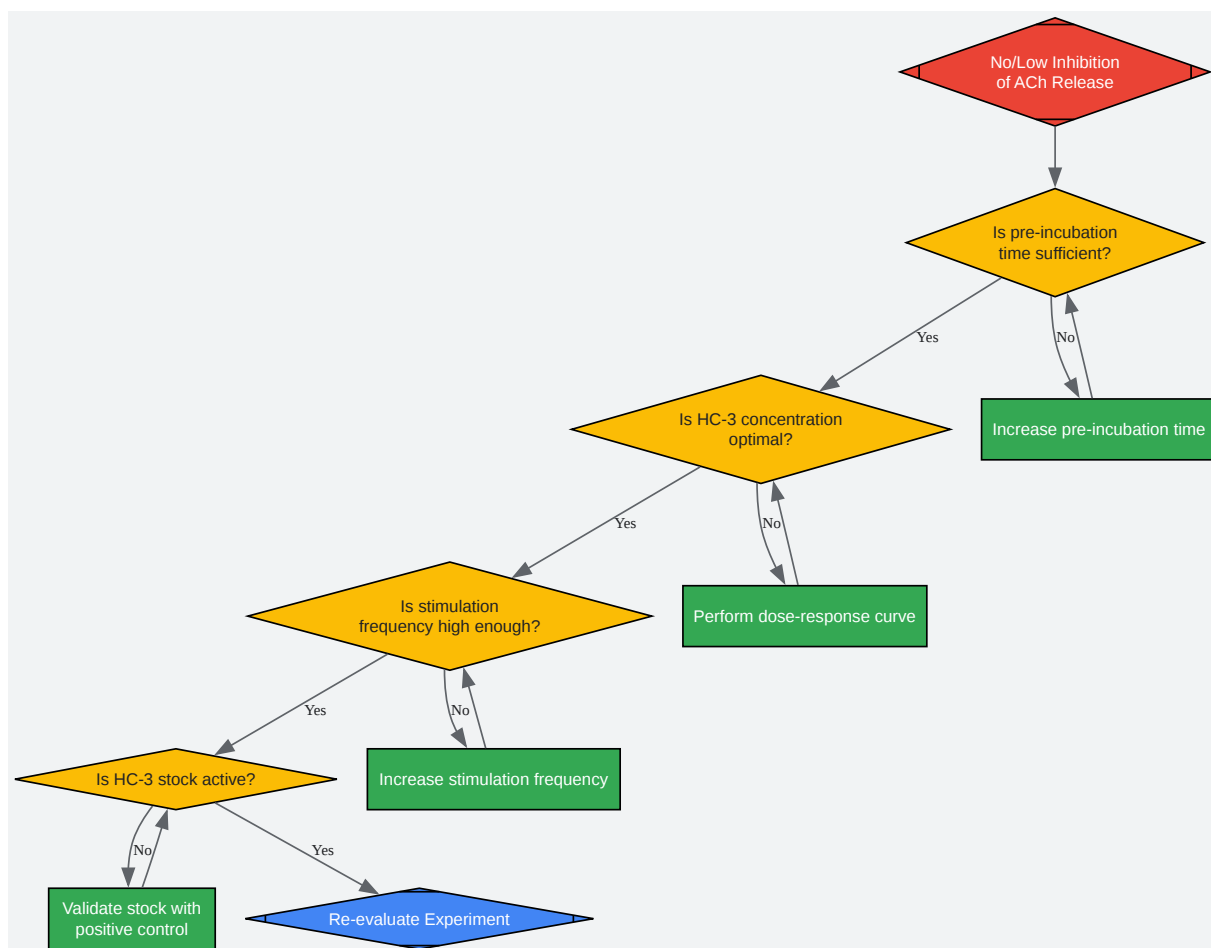 No/Low Inhibition
of ACh Release
Is pre-incubation
time sufficient?
Yes
No
Is HC-3 concentration
optimal?
Increase pre-incubation time
Yes
No
Is stimulation
frequency high enough?
Perform dose-response curve
Yes
No
Is HC-3 stock active?
Increase stimulation frequency
No
Yes
Validate stock with
positive control
Re-evaluate Experiment